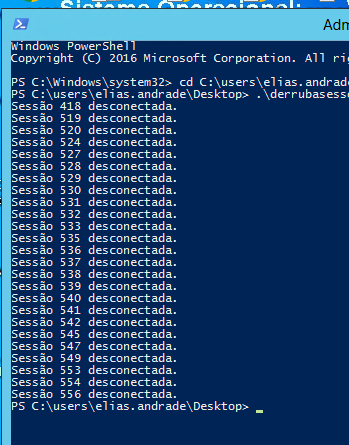 Sistema Operacional:
Adm
Windows PowerShell
Copyright (C) 2016 Microsoft Corporation. All rig
PS C:\Windows\system32> cd C:\users\elias.andrade
PS C:\users\elias.andrade\Desktop> .\derrubasess
Sessão 418 desconectada.
Sessão 519 desconectada.
Sessão 520 desconectada.
Sessão 524 desconectada.
Sessão 527 desconectada.
Sessão 528 desconectada.
Sessão 529 desconectada.
Sessão 530 desconectada.
Sessão 531 desconectada.
Sessão 532 desconectada.
Sessão 533 desconectada.
Sessão 535 desconectada.
Sessão 536 desconectada.
Sessão 537 desconectada.
Sessão 538 desconectada.
Sessão 539 desconectada.
Sessão 540 desconectada.
Sessão 541 desconectada.
Sessão 542 desconectada.
Sessão 545 desconectada.
Sessão 547 desconectada.
Sessão 549 desconectada.
Sessão 553 desconectada.
Sessão 554 desconectada.
Sessão 556 desconectada.
PS C:\users\elias.andrade\Desktop>